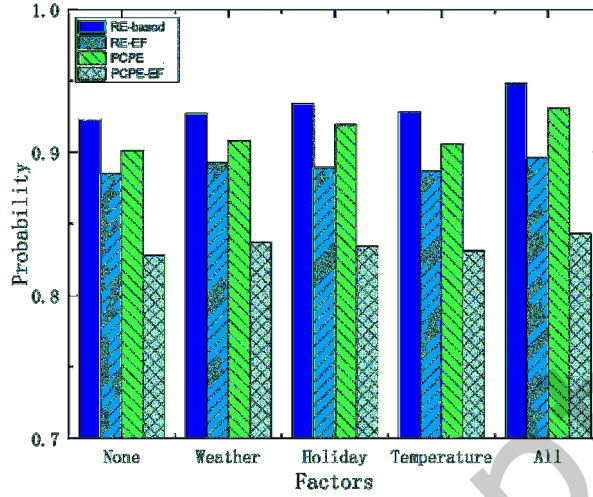 1.0
0.9
0.8
0.7
Probability
RE-based
RE-EF
PCPE
PCPE-EF
None Weather Holiday Temperature All
Factors